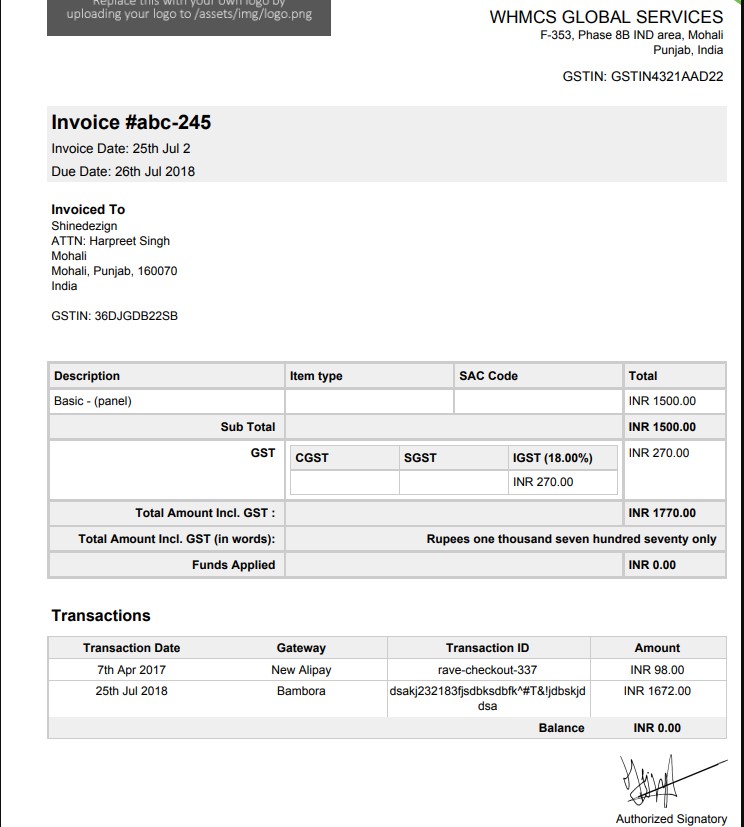 Replace this with your own logo by
uploading your logo to /assets/img/logo.png
WHMCS GLOBAL SERVICES
F-353, Phase 8B IND area, Mohali
Punjab, India
GSTIN: GSTIN4321AAD22
Invoice #abc-245
Invoice Date: 25th Jul 2
Due Date: 26th Jul 2018
Invoiced To
Shinedezign
ATTN: Harpreet Singh
Mohali
Mohali, Punjab, 160070
India
GSTIN: 36DJGDB22SB
Description Item type SAC Code Total
Basic - (panel) INR 1500.00
Sub Total INR 1500.00
GST CGST SGST IGST (18.00%) INR 270.00
INR 270.00
Total Amount Incl. GST : INR 1770.00
Total Amount Incl. GST (in words): Rupees one thousand seven hundred seventy only
Funds Applied INR 0.00
Transactions
Transaction Date Gateway Transaction ID Amount
7th Apr 2017 New Alipay rave-checkout-337 INR 98.00
25th Jul 2018 Bambora dsakj232183fjsdbksdbfk^#T&!jdbskjd INR 1672.00
dsa
Balance INR 0.00
Authorized Signatory